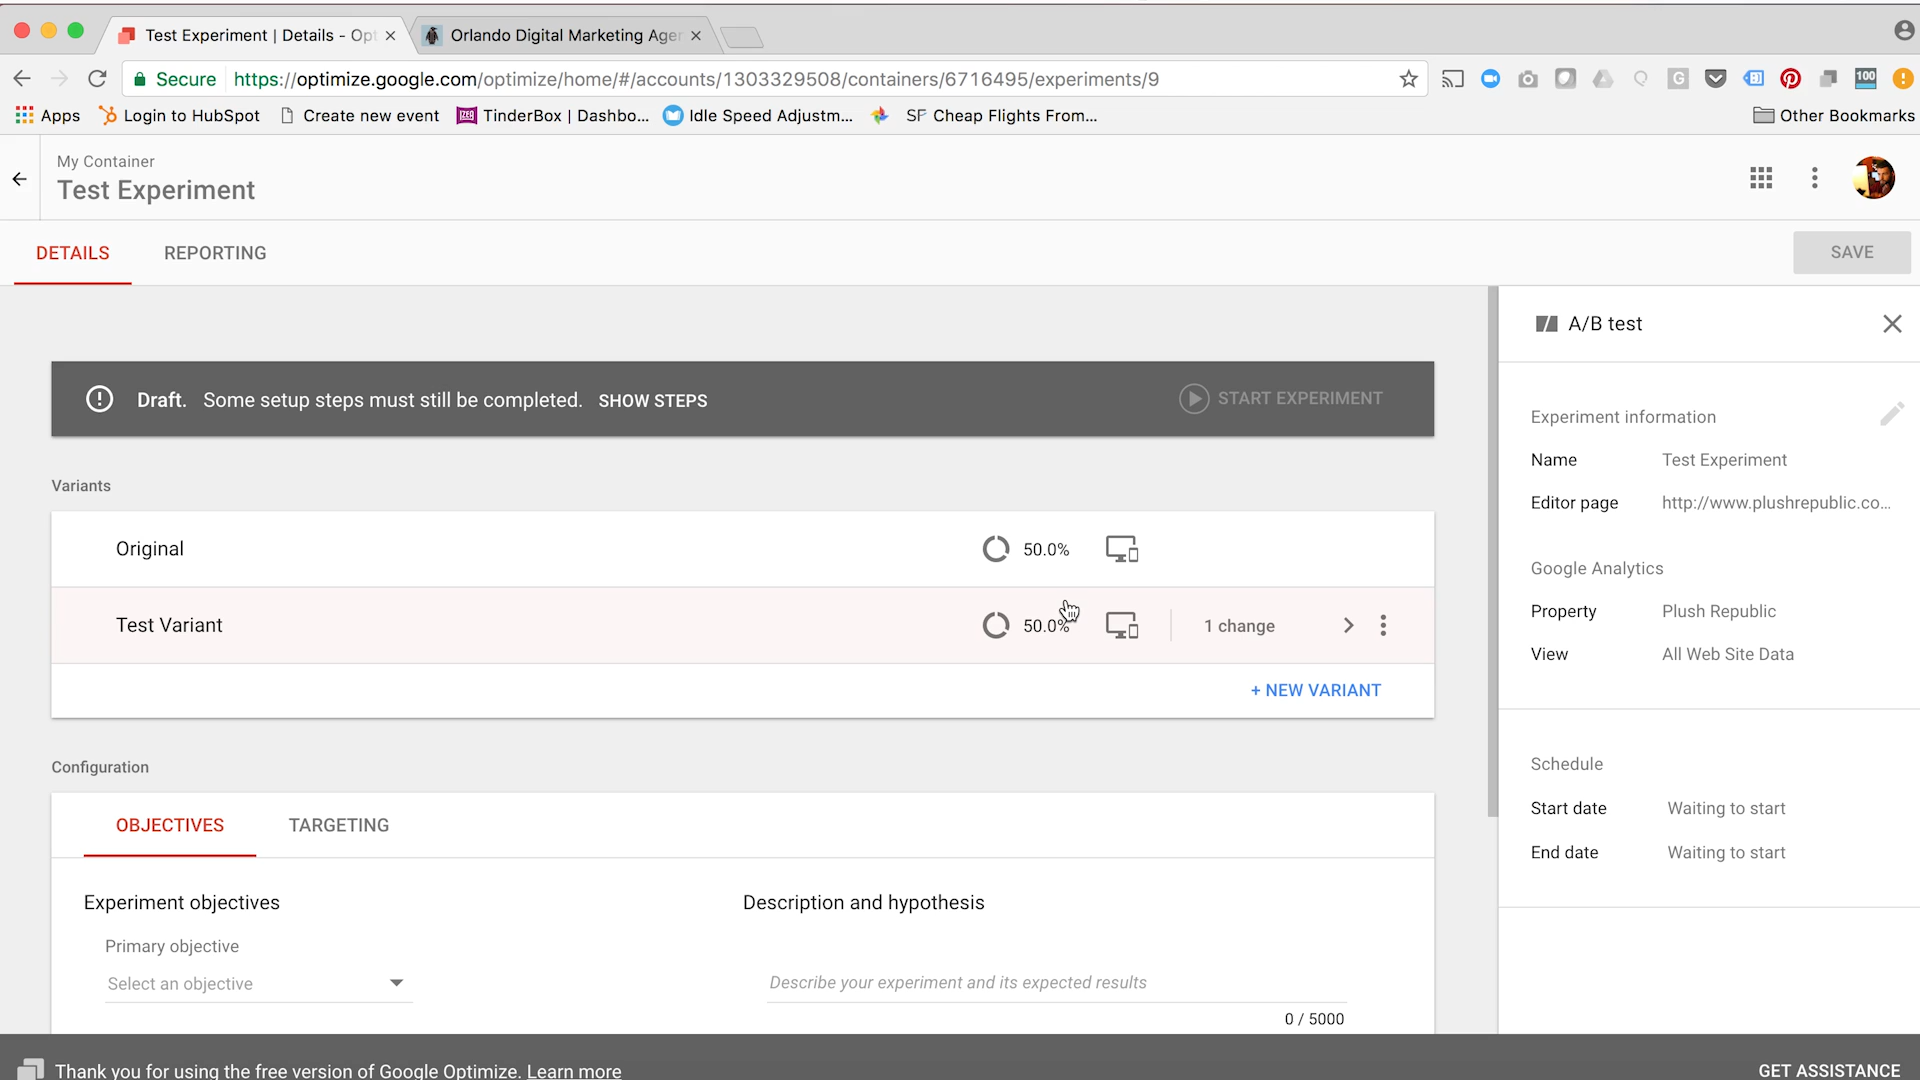 Test Experiment | Details - Opt
Orlando Digital Marketing Agen
Secure https://optimize.google.com/optimize/home/#/accounts/1303329508/containers/6716495/experiments/9
G
100
Apps Login to HubSpot Create new event IZEA TinderBox | Dashbo... Idle Speed Adjustm... SF Cheap Flights From... Other Bookmarks
My Container
Test Experiment
DETAILS REPORTING SAVE
A/B test
Draft. Some setup steps must still be completed. SHOW STEPS START EXPERIMENT
Experiment information
Name Test Experiment
Editor page http://www.plushrepublic.co...
Google Analytics
Property Plush Republic
View All Web Site Data
Schedule
Start date Waiting to start
End date Waiting to start
Variants
Original 50.0%
Test Variant 50.0% 1 change
+ NEW VARIANT
Configuration
OBJECTIVES TARGETING
Experiment objectives
Primary objective
Select an objective
Description and hypothesis
Describe your experiment and its expected results
0 / 5000
Thank you for using the free version of Google Optimize. Learn more
GET ASSISTANCE